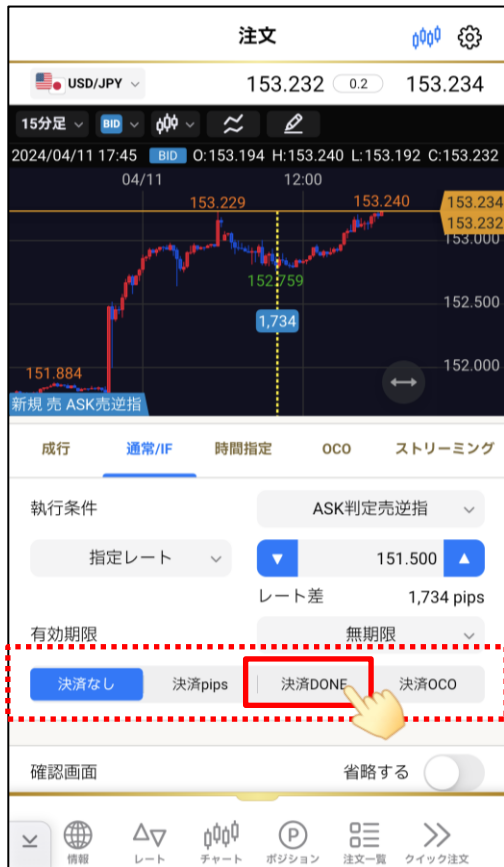 注文
USD/JPY 153.232 0.2 153.234
15分足 BID
2024/04/11 17:45 BID O:153.194 H:153.240 L:153.192 C:153.232
04/11 12:00
153.229 153.240 153.234
153.232
153.000
152.759
152.500
1,734
152.000
151.884
新規 売 ASK売逆指
成行 通常/IF 時間指定 OCO ストリーミング
執行条件 ASK判定売逆指
指定レート 151.500
レート差 1,734 pips
有効期限 無期限
決済なし 決済pips 決済DONE 決済OCO
確認画面 省略する
情報 レート チャート ポジション 注文一覧 クイック注文